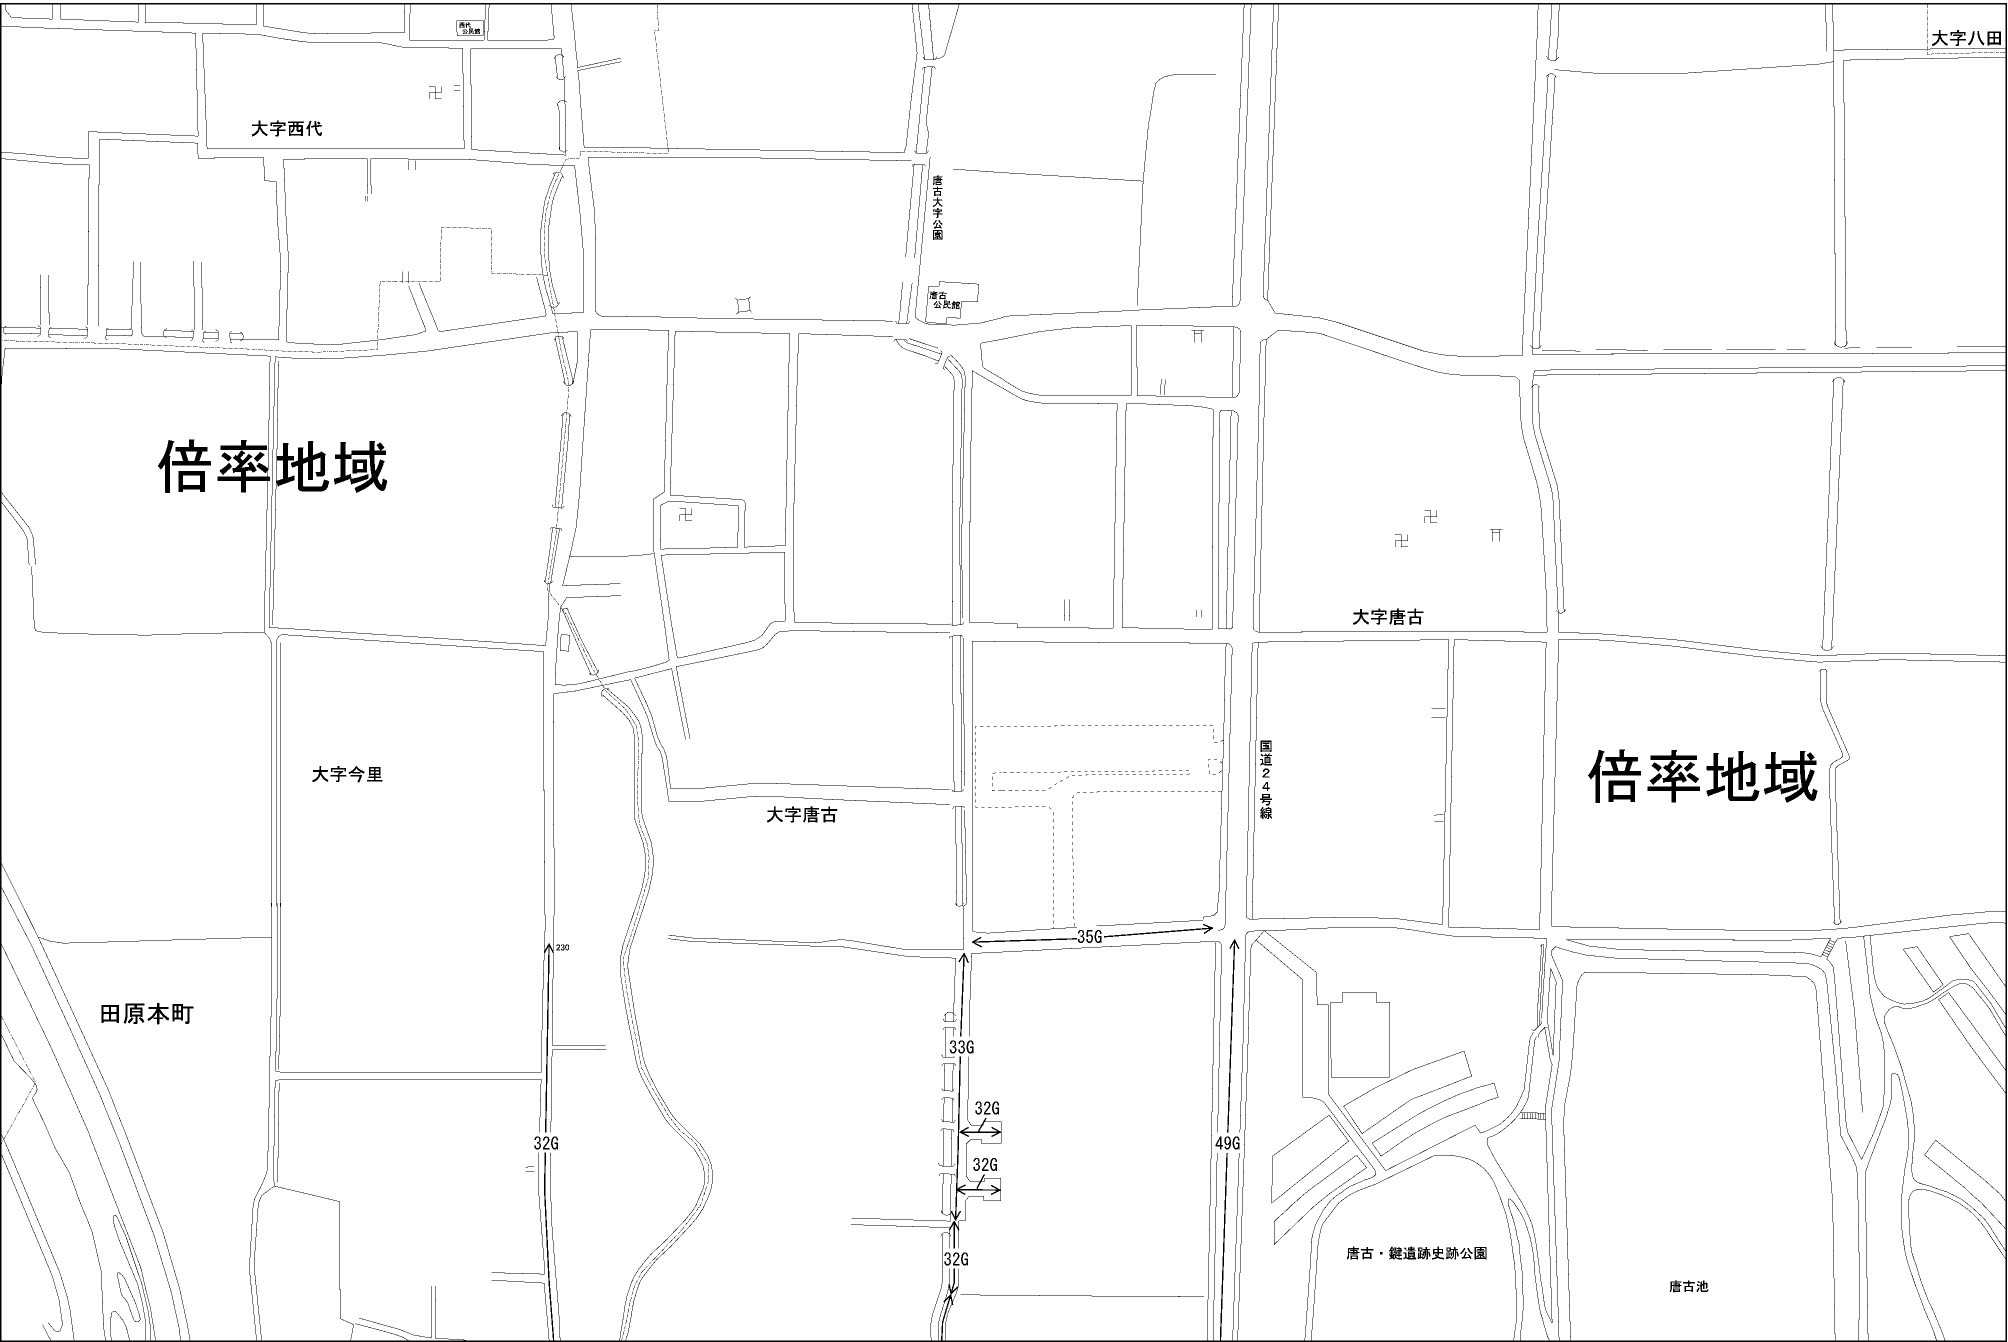 西代
公民館
大字八田
大字西代
唐古大字公園
唐古
公民館
倍率地域
大字唐古
国道24号線
大字今里
倍率地域
大字唐古
35G
230
田原本町
33G
32G
32G
49G
32G
32G
唐古・鍵遺跡史跡公園
唐古池